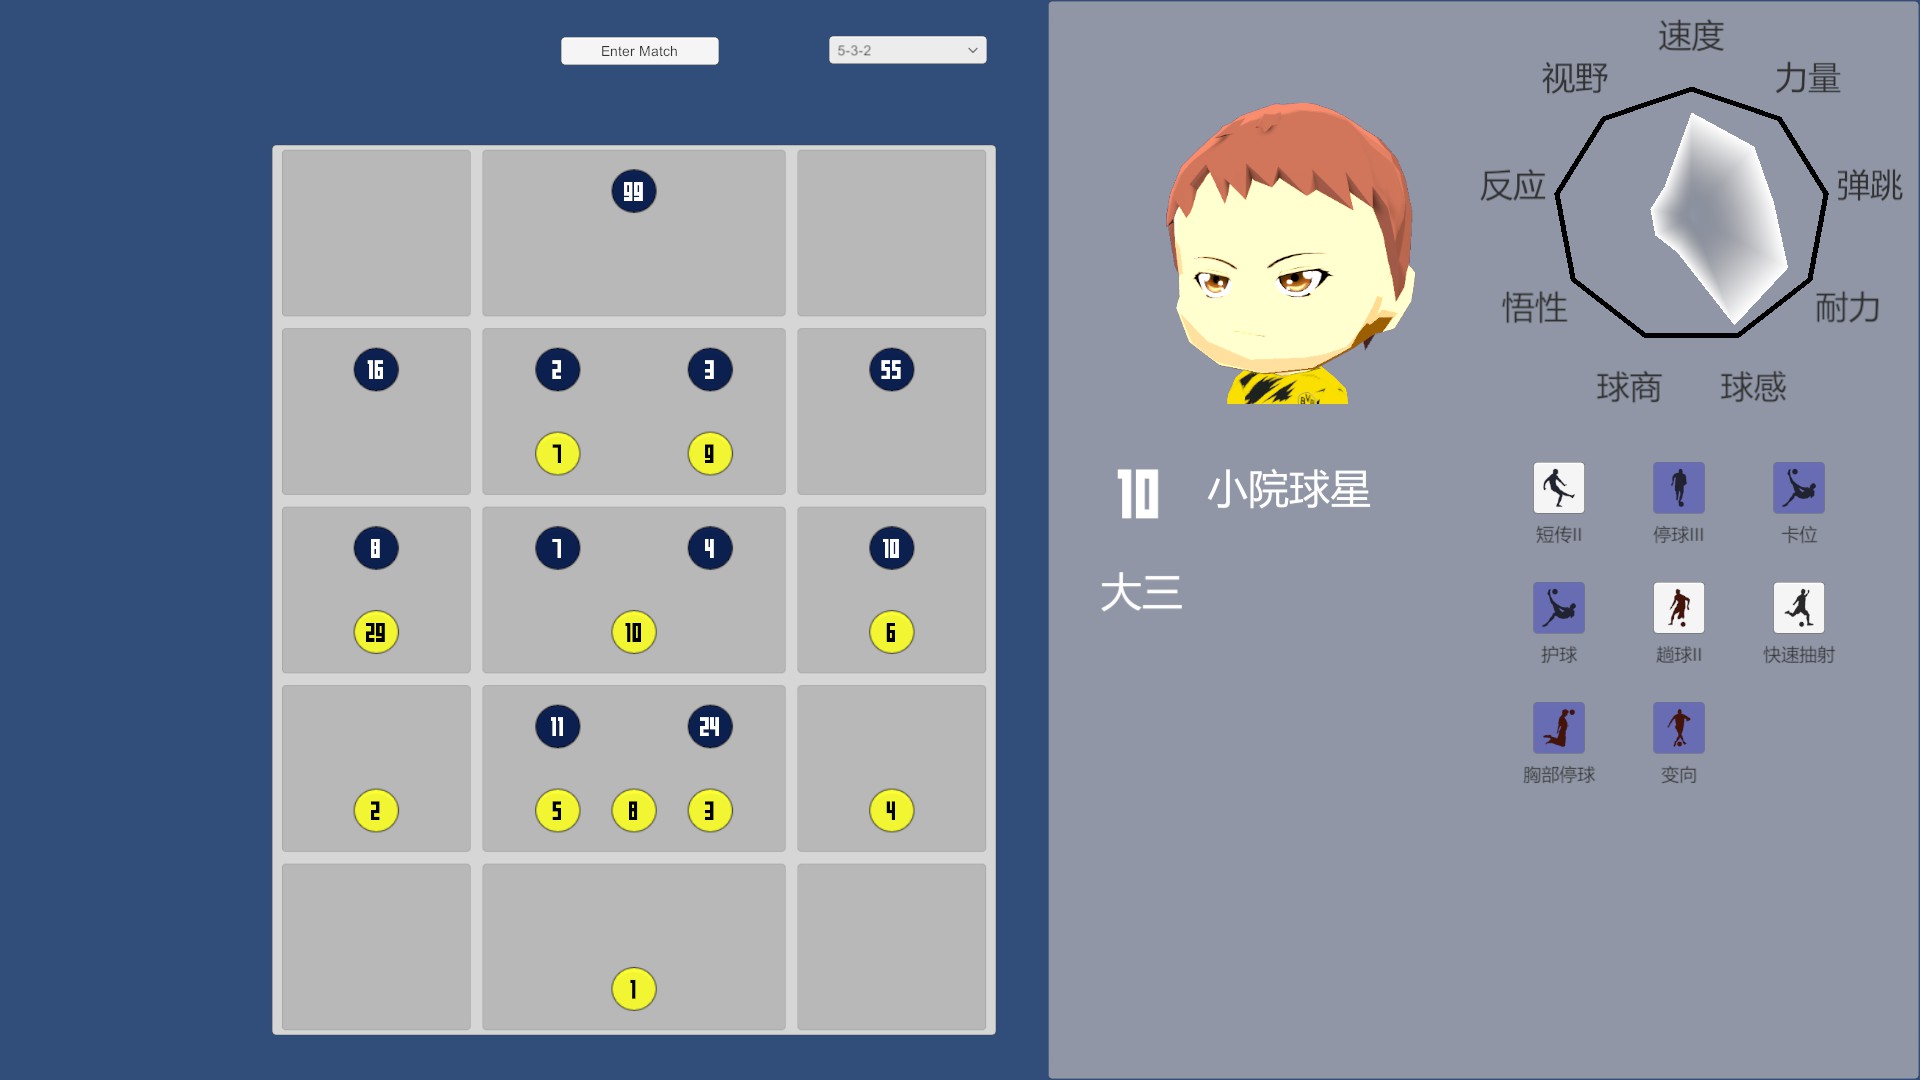 Enter Match
5-3-2
99
16
2
3
55
7
9
8
7
4
10
29
10
6
11
24
2
5
8
3
4
1
速度
视野
力量
反应
弹跳
悟性
耐力
球商
球感
10
小院球星
大三
短传II
停球III
卡位
护球
趟球II
快速抽射
胸部停球
变向